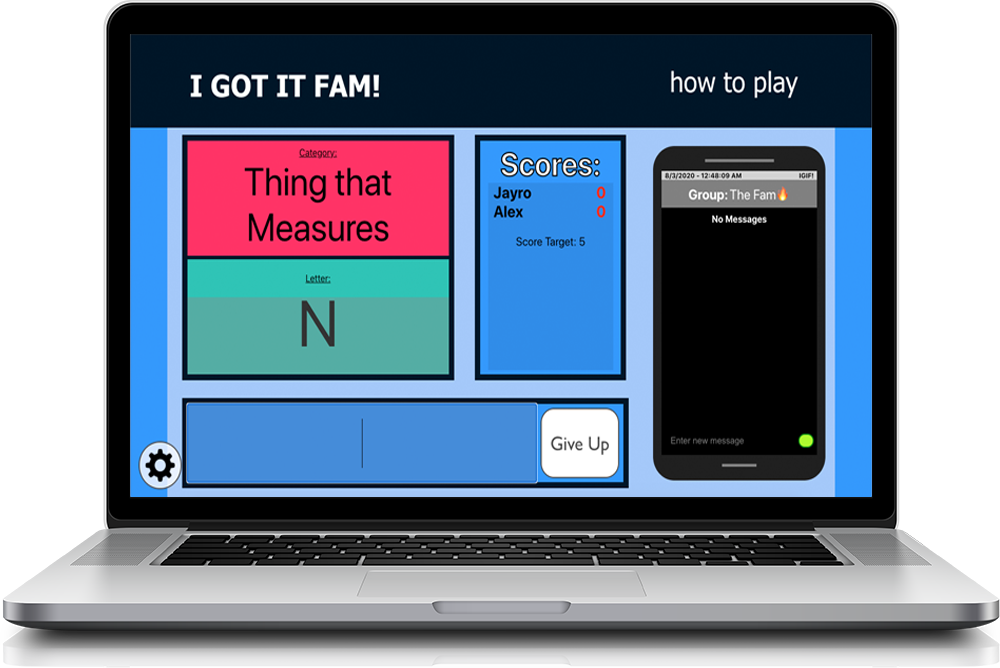 I GOT IT FAM!
how to play
Category:
Thing that
Measures
Letter:
N
Scores:
Jayro 0
Alex 0
Score Target: 5
Give Up
8/3/2020 - 12:48:09 AM IGIF!
Group: The Fam🔥
No Messages
Enter new message